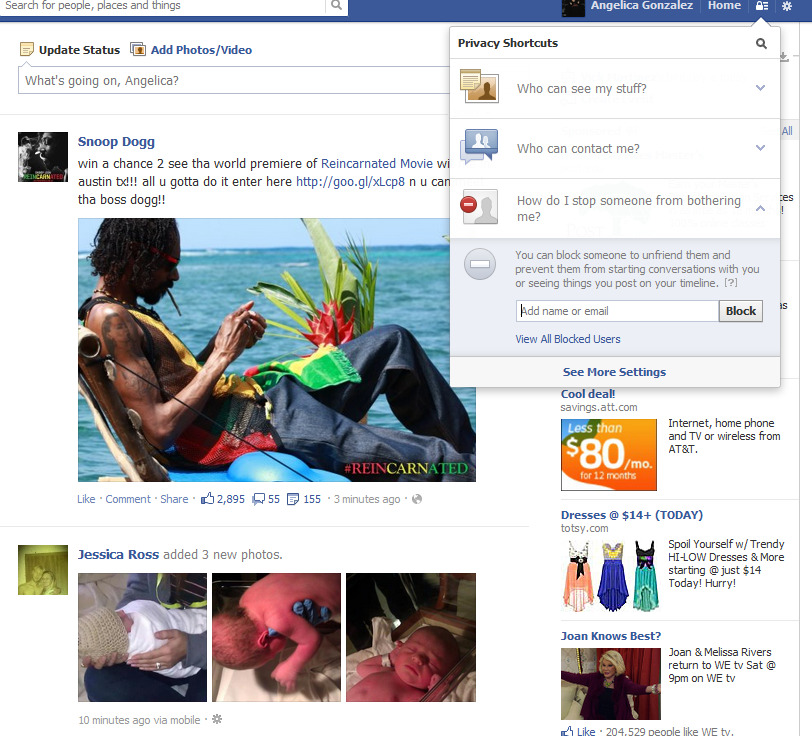 Search for people, places and things
Angelica Gonzalez
Home
Update Status
Add Photos/Video
What's going on, Angelica?
Privacy Shortcuts
Who can see my stuff?
Who can contact me?
How do I stop someone from bothering
me?
You can block someone to unfriend them and
prevent them from starting conversations with you
or seeing things you post on your timeline. [?]
Add name or email
Block
View All Blocked Users
See More Settings
All
Snoop Dogg
win a chance 2 see tha world premiere of Reincarnated Movie wi
austin tx!!! all u gotta do it enter here http://goo.gl/xLcp8 n u can
tha boss dogg!!
REINCARNATED
#REINCARNATED
Like · Comment · Share · 2,895 55 155 · 3 minutes ago ·
Jessica Ross added 3 new photos.
10 minutes ago via mobile ·
Cool deal!
savings.att.com
Less than
$80/mo.
for 12 months
Internet, home phone
and TV or wireless from
AT&T.
Dresses @ $14+ (TODAY)
totsy.com
Spoil Yourself w/ Trendy
HI-LOW Dresses & More
starting @ just $14
Today! Hurry!
Joan Knows Best?
Joan & Melissa Rivers
return to WE tv Sat @
9pm on WE tv
Like · 204,529 people like WE tv.